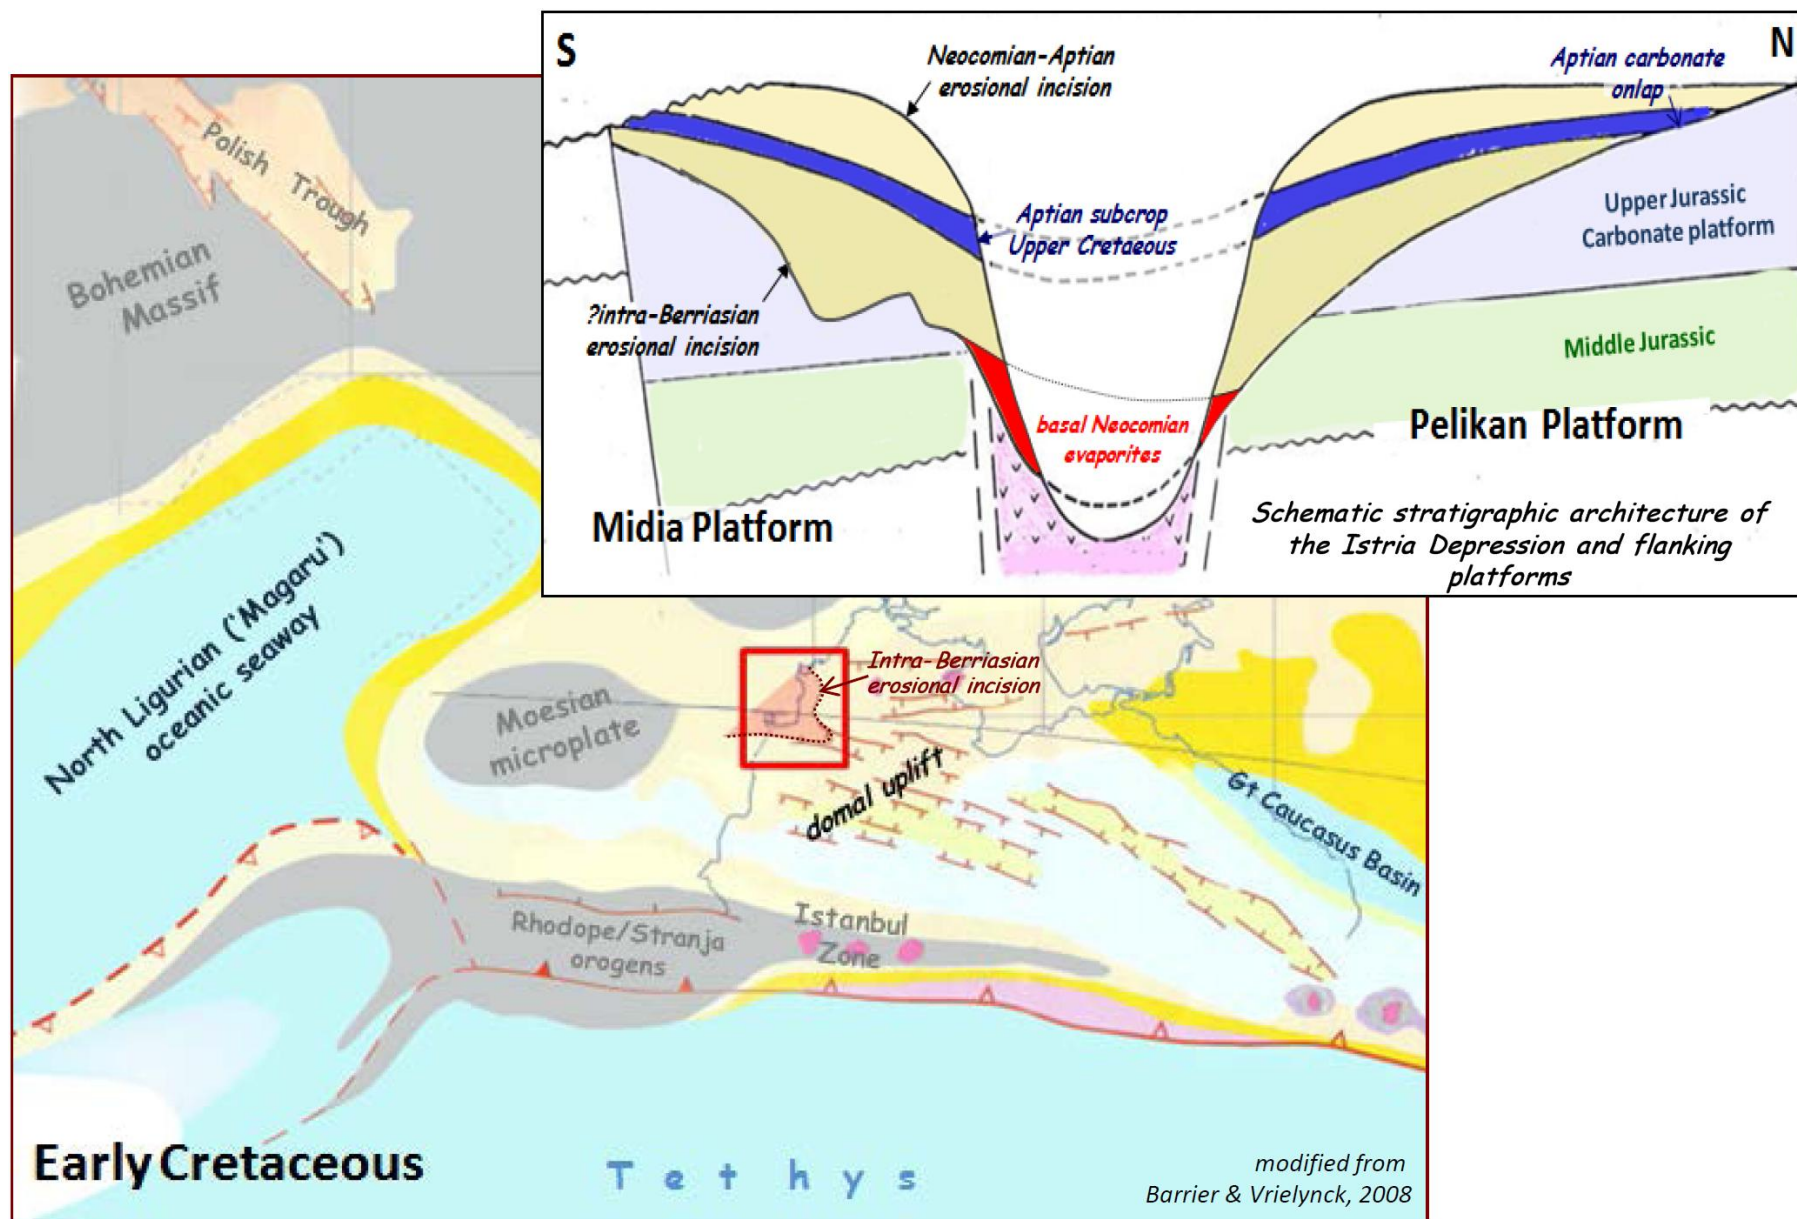 S
N
Neocomian-Aptian
erosional incision
Aptian carbonate
onlap
Aptian subcrop
Upper Cretaeous
Upper Jurassic
Carbonate platform
?intra-Berriasian
erosional incision
Middle Jurassic
basal Neocomian
evaporites
Pelikan Platform
Midia Platform
Schematic stratigraphic architecture of
the Istria Depression and flanking
platforms
Polish Trough
Bohemian
Massif
North Ligurian ('Magaru')
oceanic seaway
Moesian
microplate
Intra-Berriasian
erosional incision
domal uplift
Gt Caucasus Basin
Rhodope/Stranja
orogens
Istanbul
Zone
Early Cretaceous
Tethys
modified from
Barrier & Vrielynck, 2008